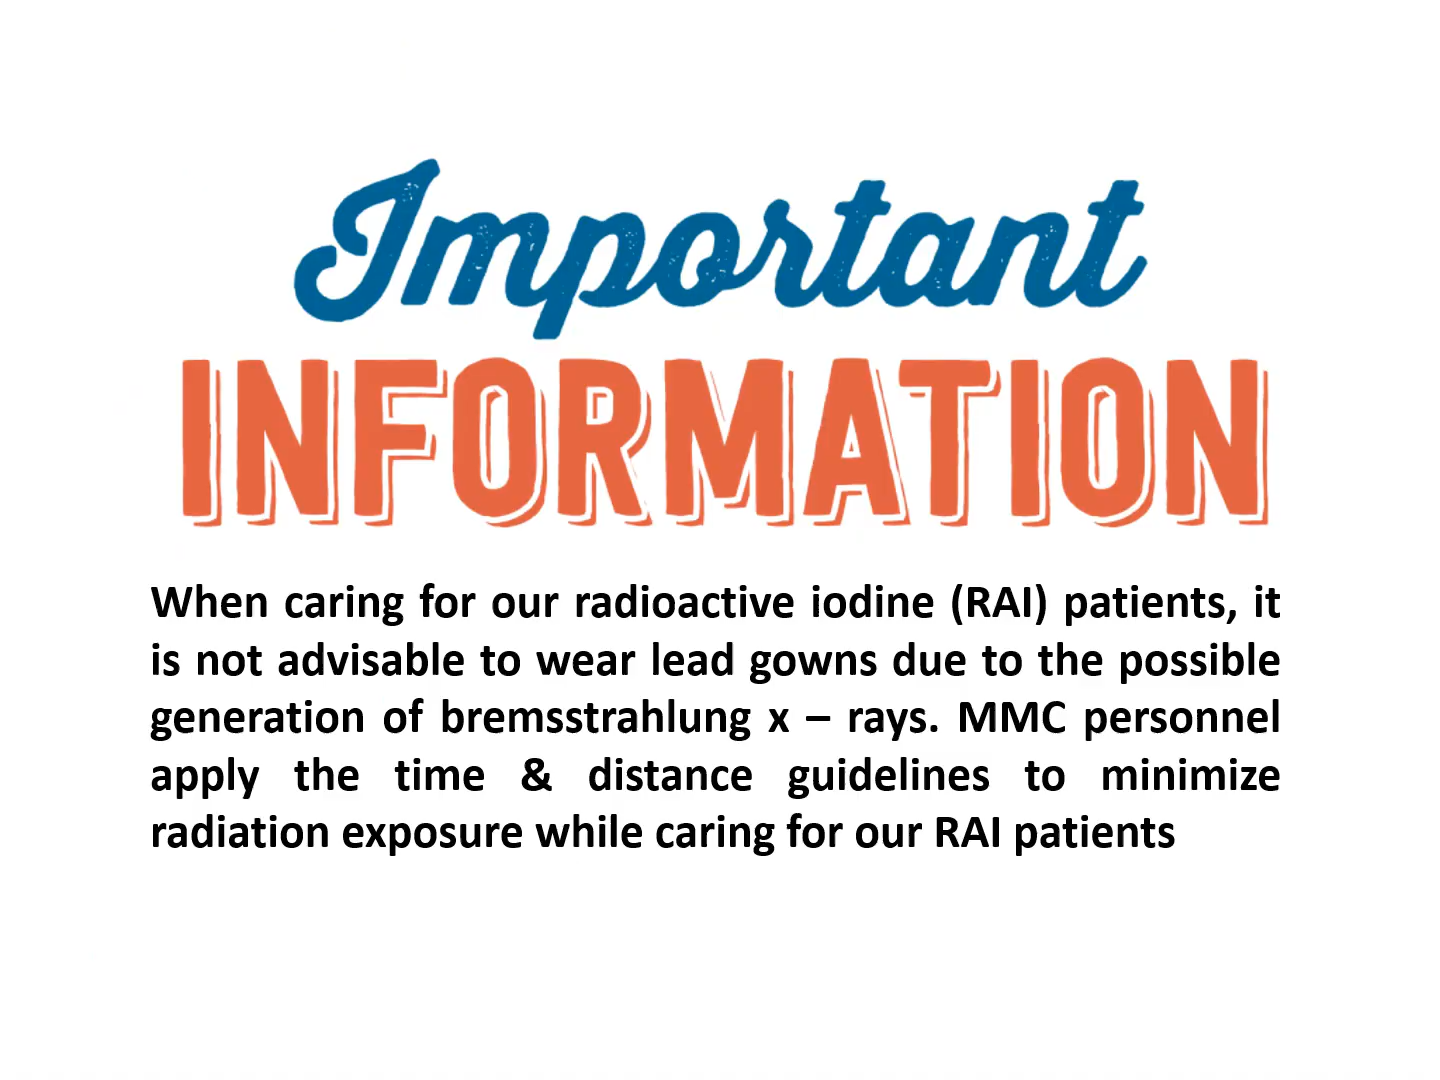 Important
INFORMATION
When caring for our radioactive iodine (RAI) patients, it
is not advisable to wear lead gowns due to the possible
generation of bremsstrahlung x – rays. MMC personnel
apply the time & distance guidelines to minimize
radiation exposure while caring for our RAI patients